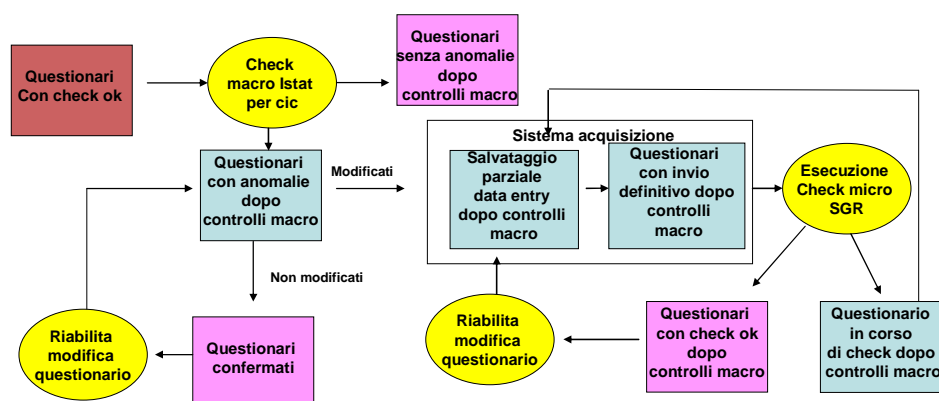 Questionari
Con check ok
Check
macro Istat
per cic
Questionari
senza anomalie
dopo
controlli macro
Questionari
con anomalie
dopo
controlli macro
Modificati
Non modificati
Riabilita
modifica
questionario
Questionari
confermati
Sistema acquisizione
Salvataggio
parziale
data entry
dopo controlli
macro
Questionari
con invio
definitivo dopo
controlli
macro
Esecuzione
Check micro
SGR
Riabilita
modifica
questionario
Questionari
con check ok
dopo
controlli macro
Questionario
in corso
di check dopo
controlli macro